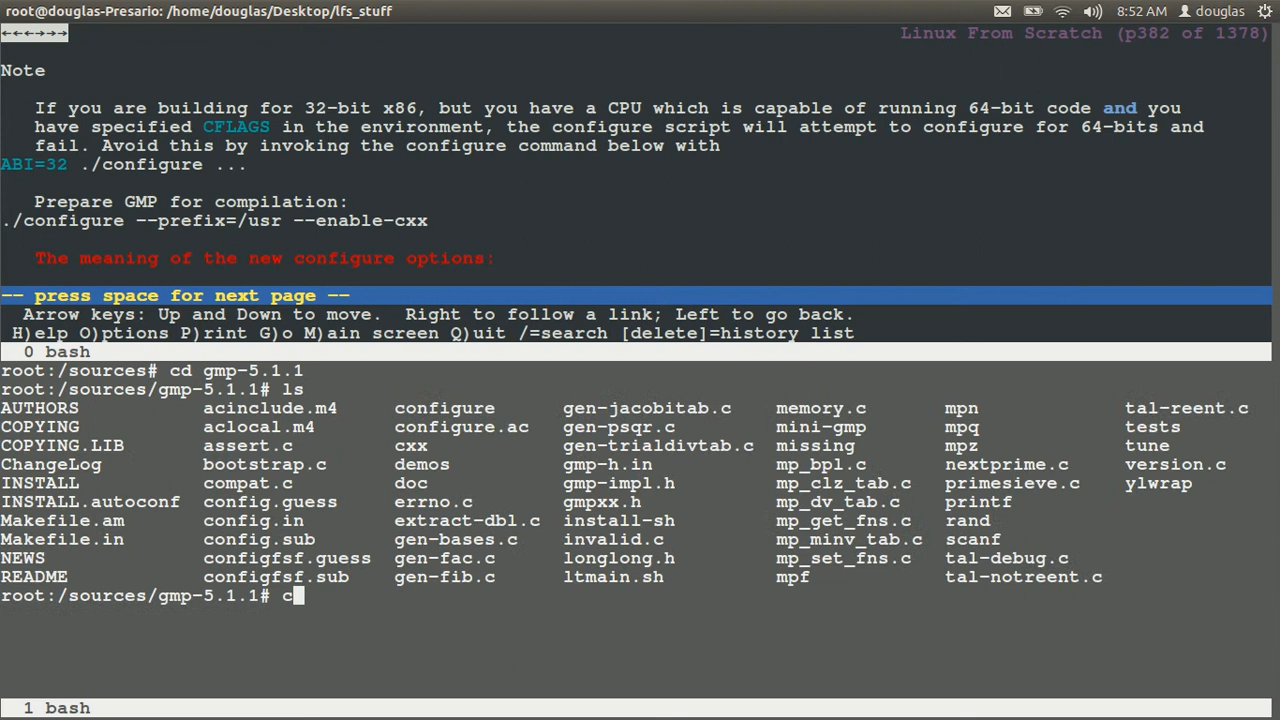 root@douglas-Presario: /home/douglas/Desktop/lfs_stuff 8:52 AM douglas
←←←→→→ Linux From Scratch (p382 of 1378)
Note
If you are building for 32-bit x86, but you have a CPU which is capable of running 64-bit code and you
have specified CFLAGS in the environment, the configure script will attempt to configure for 64-bits and
fail. Avoid this by invoking the configure command below with
ABI=32 ./configure ...
Prepare GMP for compilation:
./configure --prefix=/usr --enable-cxx
The meaning of the new configure options:
-- press space for next page --
Arrow keys: Up and Down to move. Right to follow a link; Left to go back.
H)elp O)ptions P)rint G)o M)ain screen Q)uit /=search [delete]=history list
0 bash
root:/sources# cd gmp-5.1.1
root:/sources/gmp-5.1.1# ls
AUTHORS acinclude.m4 configure gen-jacobitab.c memory.c mpn tal-reent.c
COPYING aclocal.m4 configure.ac gen-psqr.c mini-gmp mpq tests
COPYING.LIB assert.c cxx gen-trialdivtab.c missing mpz tune
ChangeLog bootstrap.c demos gmp-h.in mp_bpl.c nextprime.c version.c
INSTALL compat.c doc gmp-impl.h mp_clz_tab.c primesieve.c ylwrap
INSTALL.autoconf config.guess errno.c gmpxx.h mp_dv_tab.c printf
Makefile.am config.in extract-dbl.c install-sh mp_get_fns.c rand
Makefile.in config.sub gen-bases.c invalid.c mp_minv_tab.c scanf
NEWS configfsf.guess gen-fac.c longlong.h mp_set_fns.c tal-debug.c
README configfsf.sub gen-fib.c ltmain.sh mpf tal-notreent.c
root:/sources/gmp-5.1.1# c
1 bash